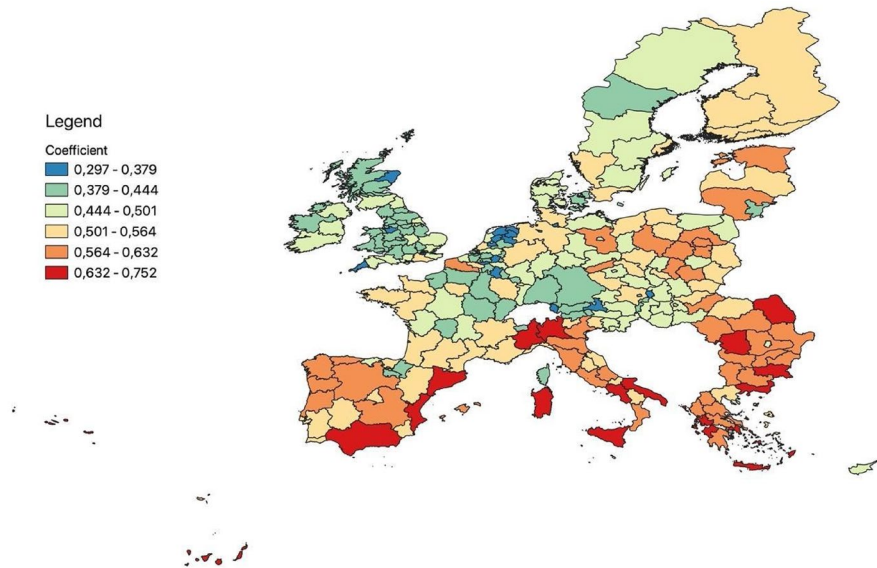 Legend
Coefficient
0,297 - 0,379
0,379 - 0,444
0,444 - 0,501
0,501 - 0,564
0,564 - 0,632
0,632 - 0,752